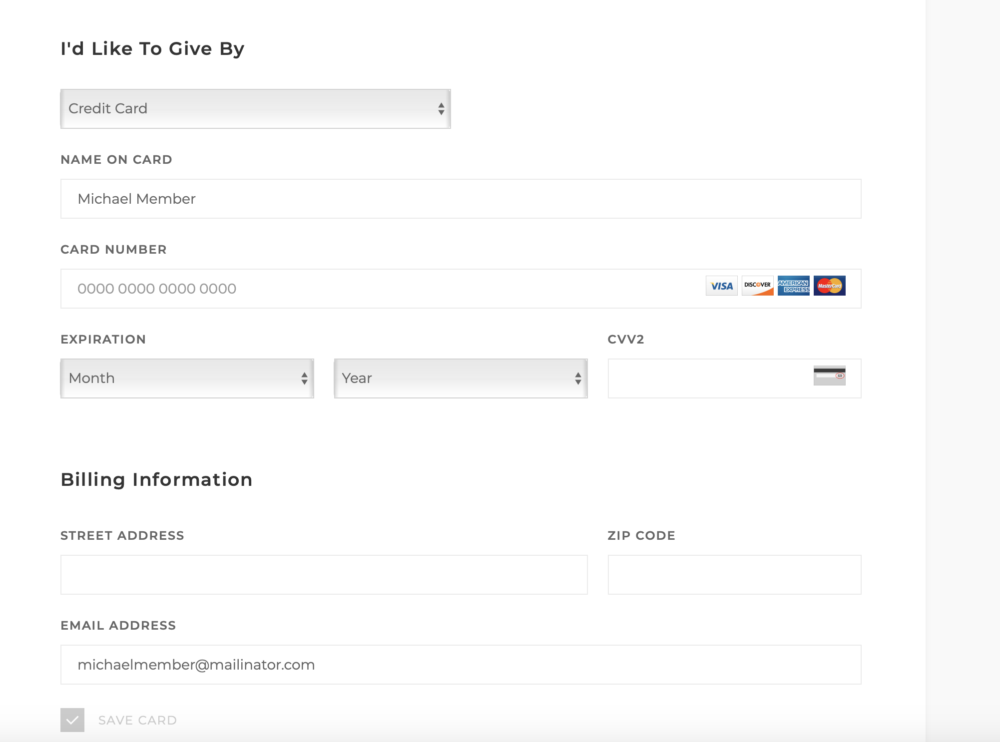 I'd Like To Give By
Credit Card
NAME ON CARD
Michael Member
CARD NUMBER
0000 0000 0000 0000 VISA DISCOVER AMERICAN EXPRESS MasterCard
EXPIRATION CVV2
Month Year 323
Billing Information
STREET ADDRESS ZIP CODE
EMAIL ADDRESS
michaelmember@mailinator.com
SAVE CARD